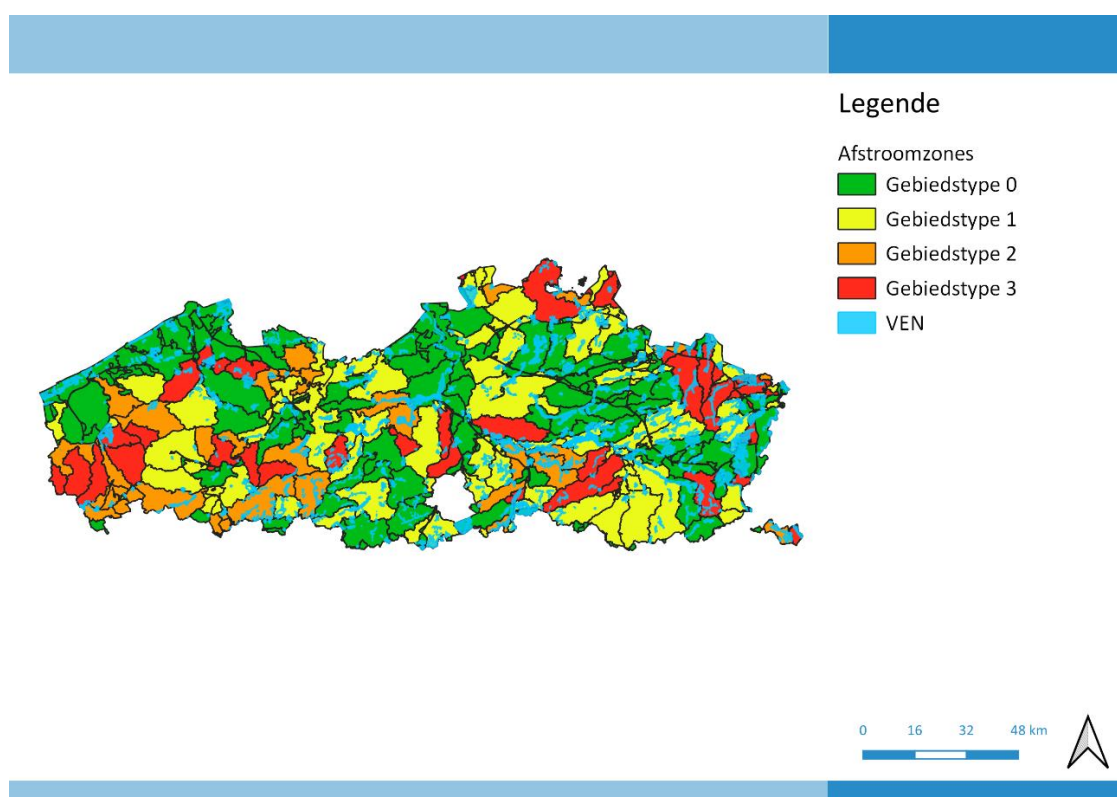 Legende
Afstroomzones
Gebiedstype 0
Gebiedstype 1
Gebiedstype 2
Gebiedstype 3
VEN
0 16 32 48 km